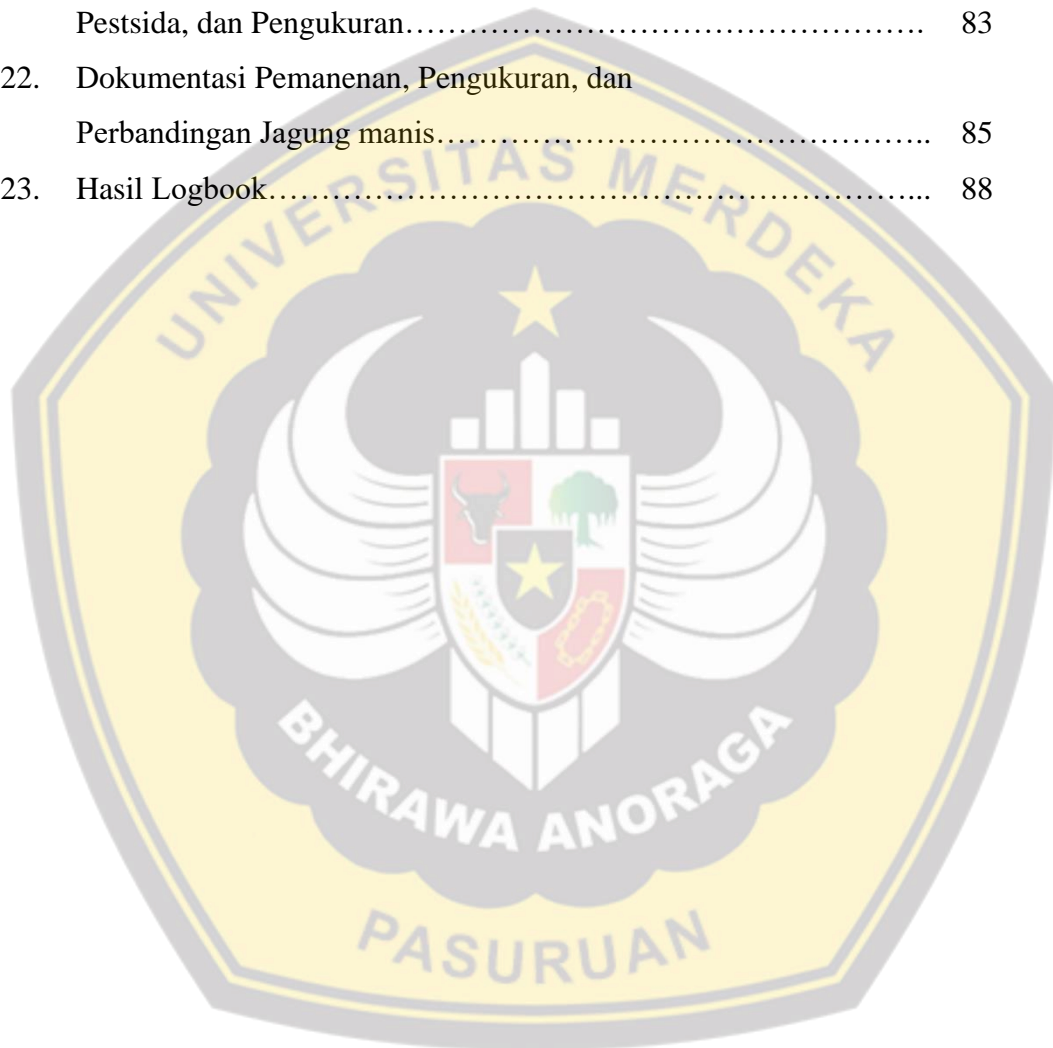 Pestsida, dan Pengukuran…………………………………………. 83
22. Dokumentasi Pemanenan, Pengukuran, dan
Perbandingan Jagung manis……………………………………….. 85
23. Hasil Logbook……………………………………………………... 88
UNIVERSITAS MERDEKA
BHIRAWA ANORAGA
PASURUAN